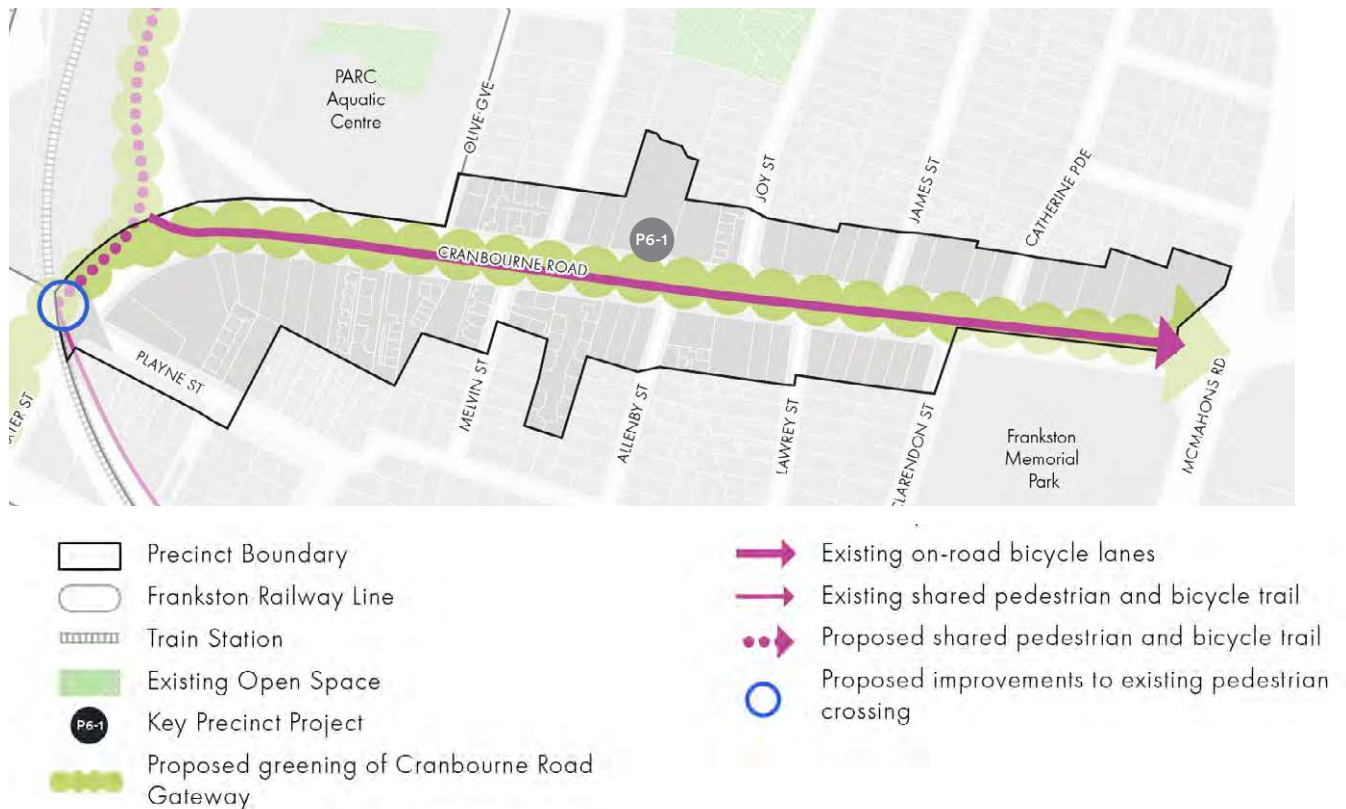 PARC
Aquatic
Centre
OLIVE GVE
JOY ST
JAMES ST
CATHERINE PDE
P6-1
CRANBOURNE ROAD
PLAYNE ST
MELVIN ST
ALLENBY ST
LAWREY ST
CLARENDON ST
Frankston
Memorial
Park
MCMAHONS RD
Precinct Boundary
Frankston Railway Line
Train Station
Existing Open Space
P6-1 Key Precinct Project
Proposed greening of Cranbourne Road
Gateway
Existing on-road bicycle lanes
Existing shared pedestrian and bicycle trail
Proposed shared pedestrian and bicycle trail
Proposed improvements to existing pedestrian
crossing